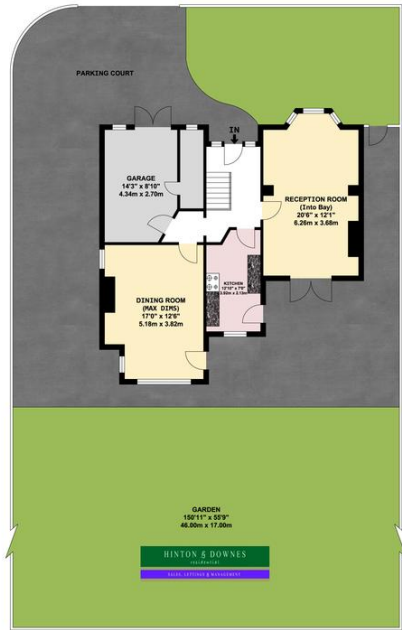 PARKING COURT
IN
GARAGE
14'3" x 8'10"
4.34m x 2.70m
RECEPTION ROOM
(Into Bay)
20'6" x 12'1"
6.26m x 3.68m
KITCHEN
DINING ROOM
(MAX DIMS)
17'0" x 12'6"
5.18m x 3.82m
GARDEN
150'11" x 55'9"
46.00m x 17.00m
HINTON & DOWNES
residential
SALES, LETTINGS & MANAGEMENT